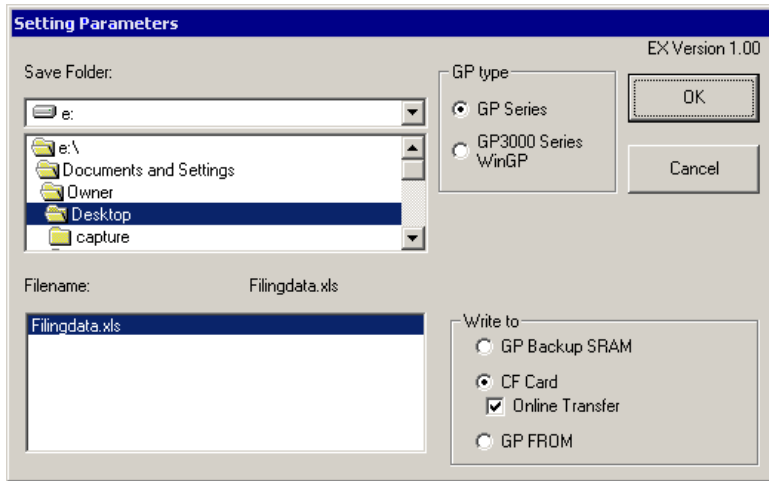 Setting Parameters
EX Version 1.00
Save Folder:
e:
e:\
Documents and Settings
Owner
Desktop
capture
GP type
GP Series
GP3000 Series
WinGP
OK
Cancel
Filename:
Filingdata.xls
Filingdata.xls
Write to
GP Backup SRAM
CF Card
Online Transfer
GP FROM